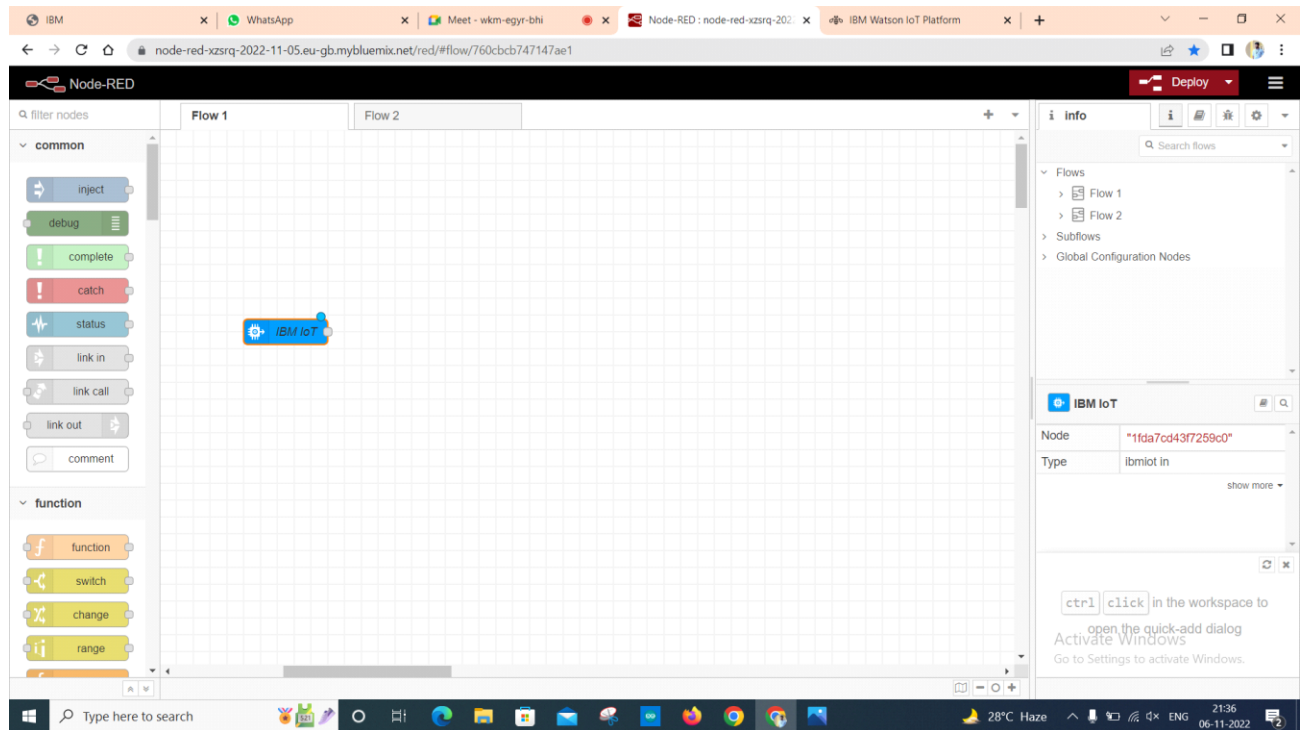 IBM
WhatsApp
Meet - wkm-egyr-bhi
Node-RED : node-red-xzsrq-202
IBM Watson IoT Platform
node-red-xzsrq-2022-11-05.eu-gb.mybluemix.net/red/#flow/760cbcb747147ae1
Node-RED
Deploy
filter nodes
Flow 1
Flow 2
i info
i
common
Search flows
inject
debug
complete
catch
status
link in
link call
link out
comment
function
function
switch
change
range
IBM IoT
Flows
Flow 1
Flow 2
Subflows
Global Configuration Nodes
IBM IoT
Node "1fda7cd43f7259c0"
Type ibmiot in
show more
ctrl click in the workspace to
open the quick-add dialog
Activate Windows
Go to Settings to activate Windows.
Type here to search
28°C Haze
ENG
21:36
06-11-2022
2